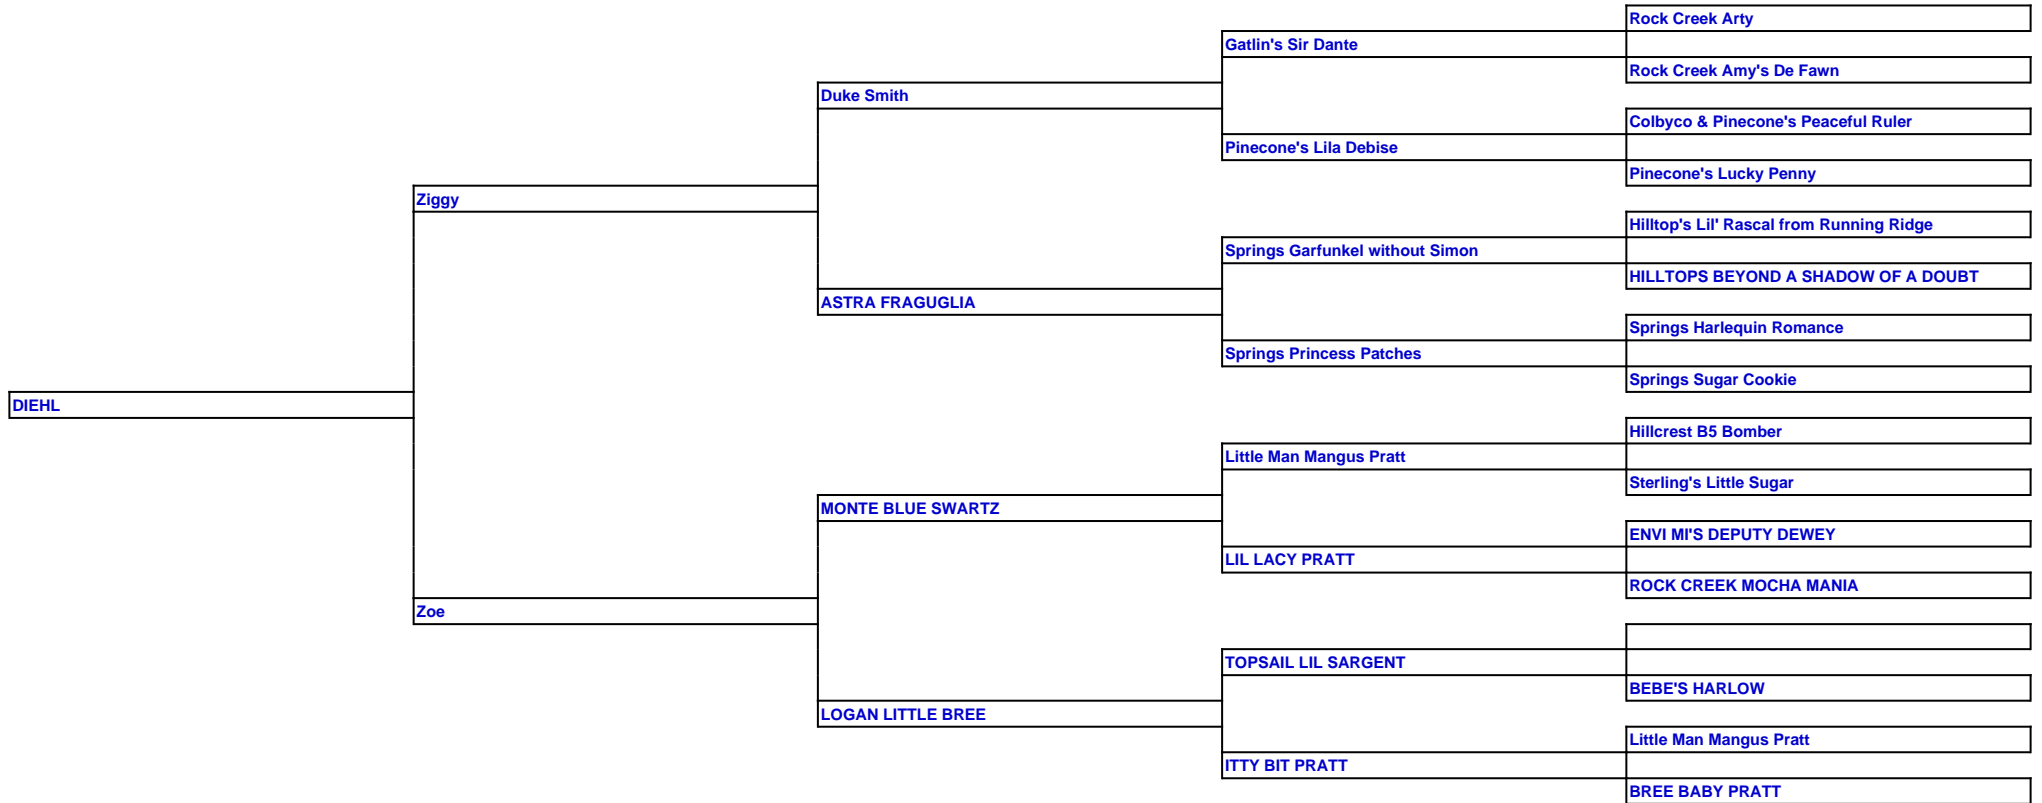 Rock Creek Arty
Gatlin's Sir Dante
Rock Creek Amy's De Fawn
Duke Smith
Colbyco & Pinecone's Peaceful Ruler
Pinecone's Lila Debise
Pinecone's Lucky Penny
Ziggy
Hilltop's Lil' Rascal from Running Ridge
Springs Garfunkel without Simon
HILLTOPS BEYOND A SHADOW OF A DOUBT
ASTRA FRAGUGLIA
Springs Harlequin Romance
Springs Princess Patches
Springs Sugar Cookie
DIEHL
Hillcrest B5 Bomber
Little Man Mangus Pratt
Sterling's Little Sugar
MONTE BLUE SWARTZ
ENVI MI'S DEPUTY DEWEY
LIL LACY PRATT
ROCK CREEK MOCHA MANIA
Zoe
TOPSAIL LIL SARGENT
BEBE'S HARLOW
LOGAN LITTLE BREE
Little Man Mangus Pratt
ITTY BIT PRATT
BREE BABY PRATT